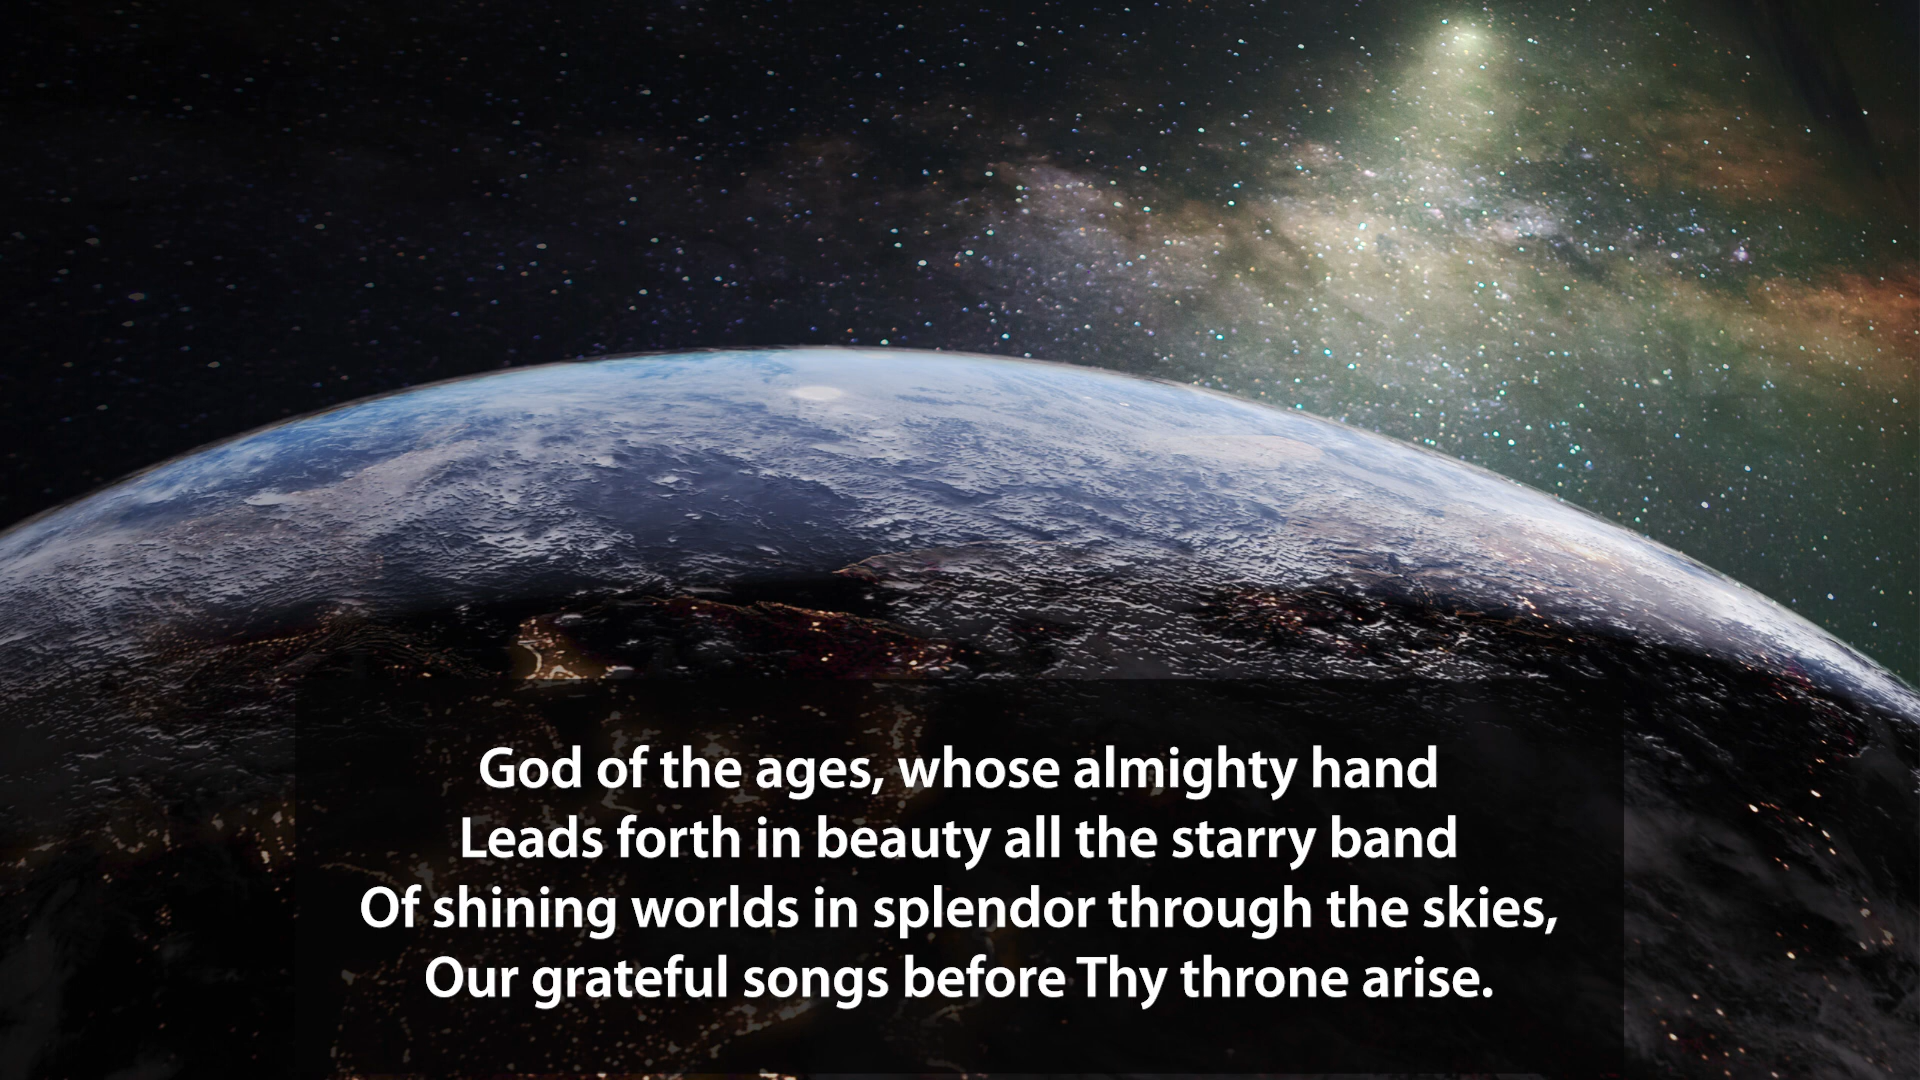 God of the ages, whose almighty hand
Leads forth in beauty all the starry band
Of shining worlds in splendor through the skies,
Our grateful songs before Thy throne arise.